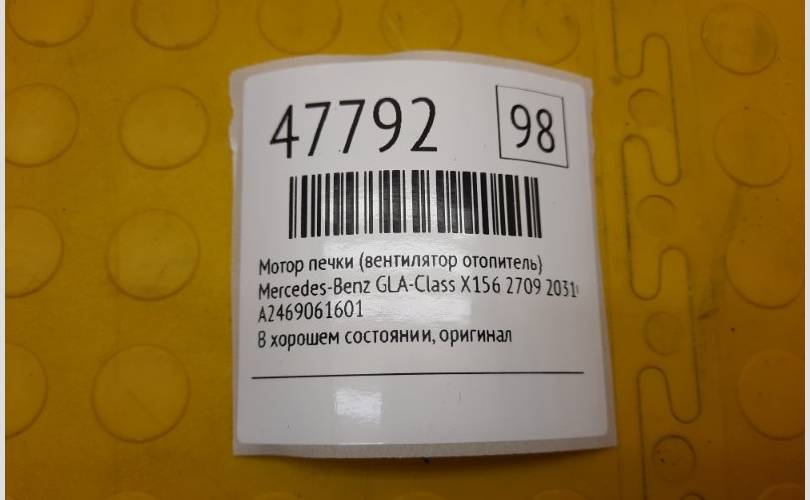 47792
98
Мотор печки (вентилятор отопитель)
Mercedes-Benz GLA-Class X156 2709 2031
A2469061601
В хорошем состоянии, оригинал